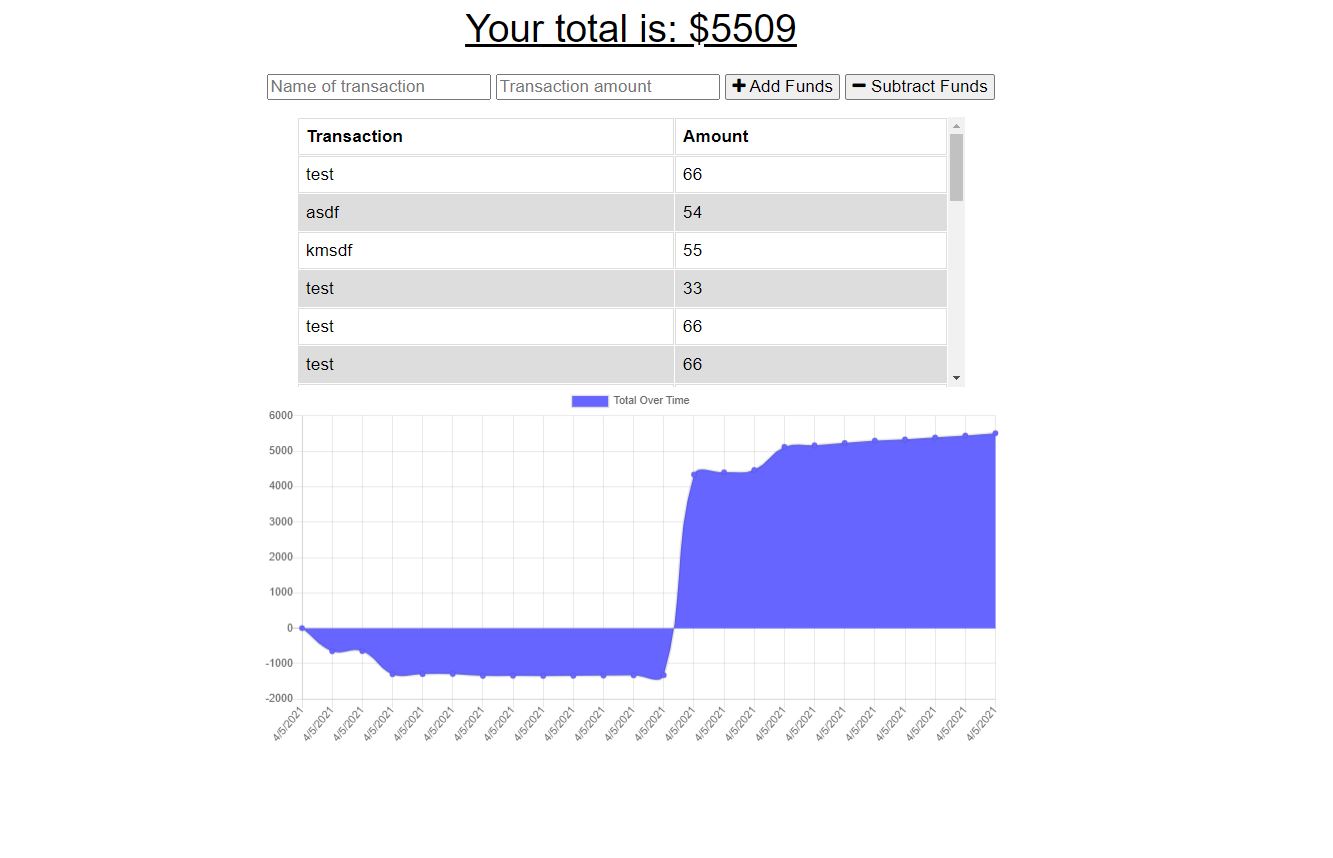 Your total is: $5509
Name of transaction Transaction amount Add Funds Subtract Funds
Transaction Amount
test 66
asdf 54
kmsdf 55
test 33
test 66
test 66
Total Over Time
6000
5000
4000
3000
2000
1000
0
-1000
-2000
4/5/2021 4/5/2021 4/5/2021 4/5/2021 4/5/2021 4/5/2021 4/5/2021 4/5/2021 4/5/2021 4/5/2021 4/5/2021 4/5/2021 4/5/2021 4/5/2021 4/5/2021 4/5/2021 4/5/2021 4/5/2021 4/5/2021 4/5/2021 4/5/2021 4/5/2021 4/5/2021 4/5/2021